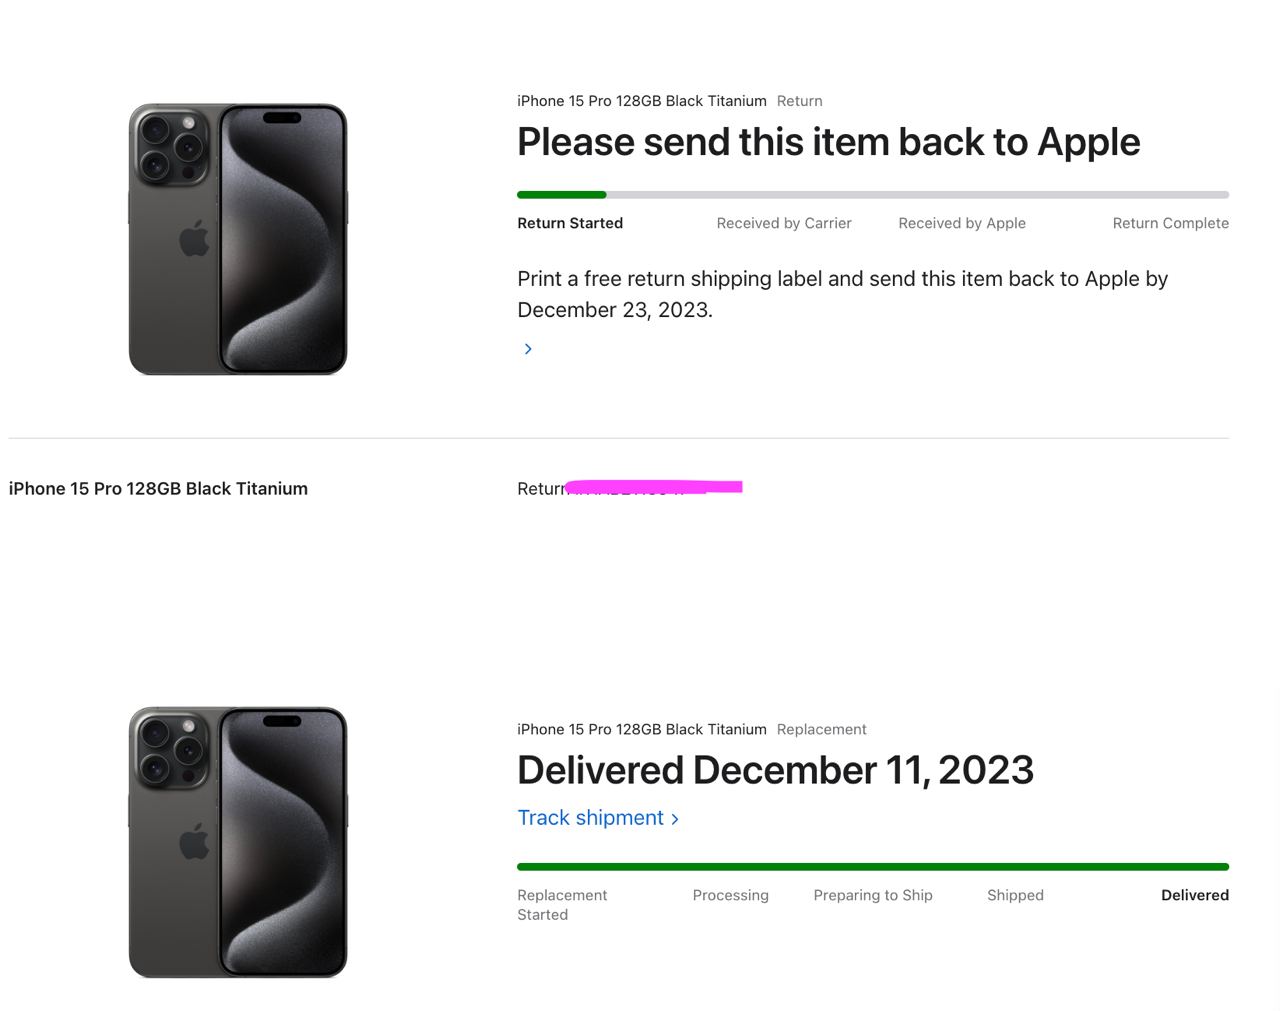 iPhone 15 Pro 128GB Black Titanium Return
Please send this item back to Apple
Return Started
Received by Carrier
Received by Apple
Return Complete
Print a free return shipping label and send this item back to Apple by
December 23, 2023.
iPhone 15 Pro 128GB Black Titanium
Return
iPhone 15 Pro 128GB Black Titanium Replacement
Delivered December 11, 2023
Track shipment >
Replacement
Started
Processing
Preparing to Ship
Shipped
Delivered